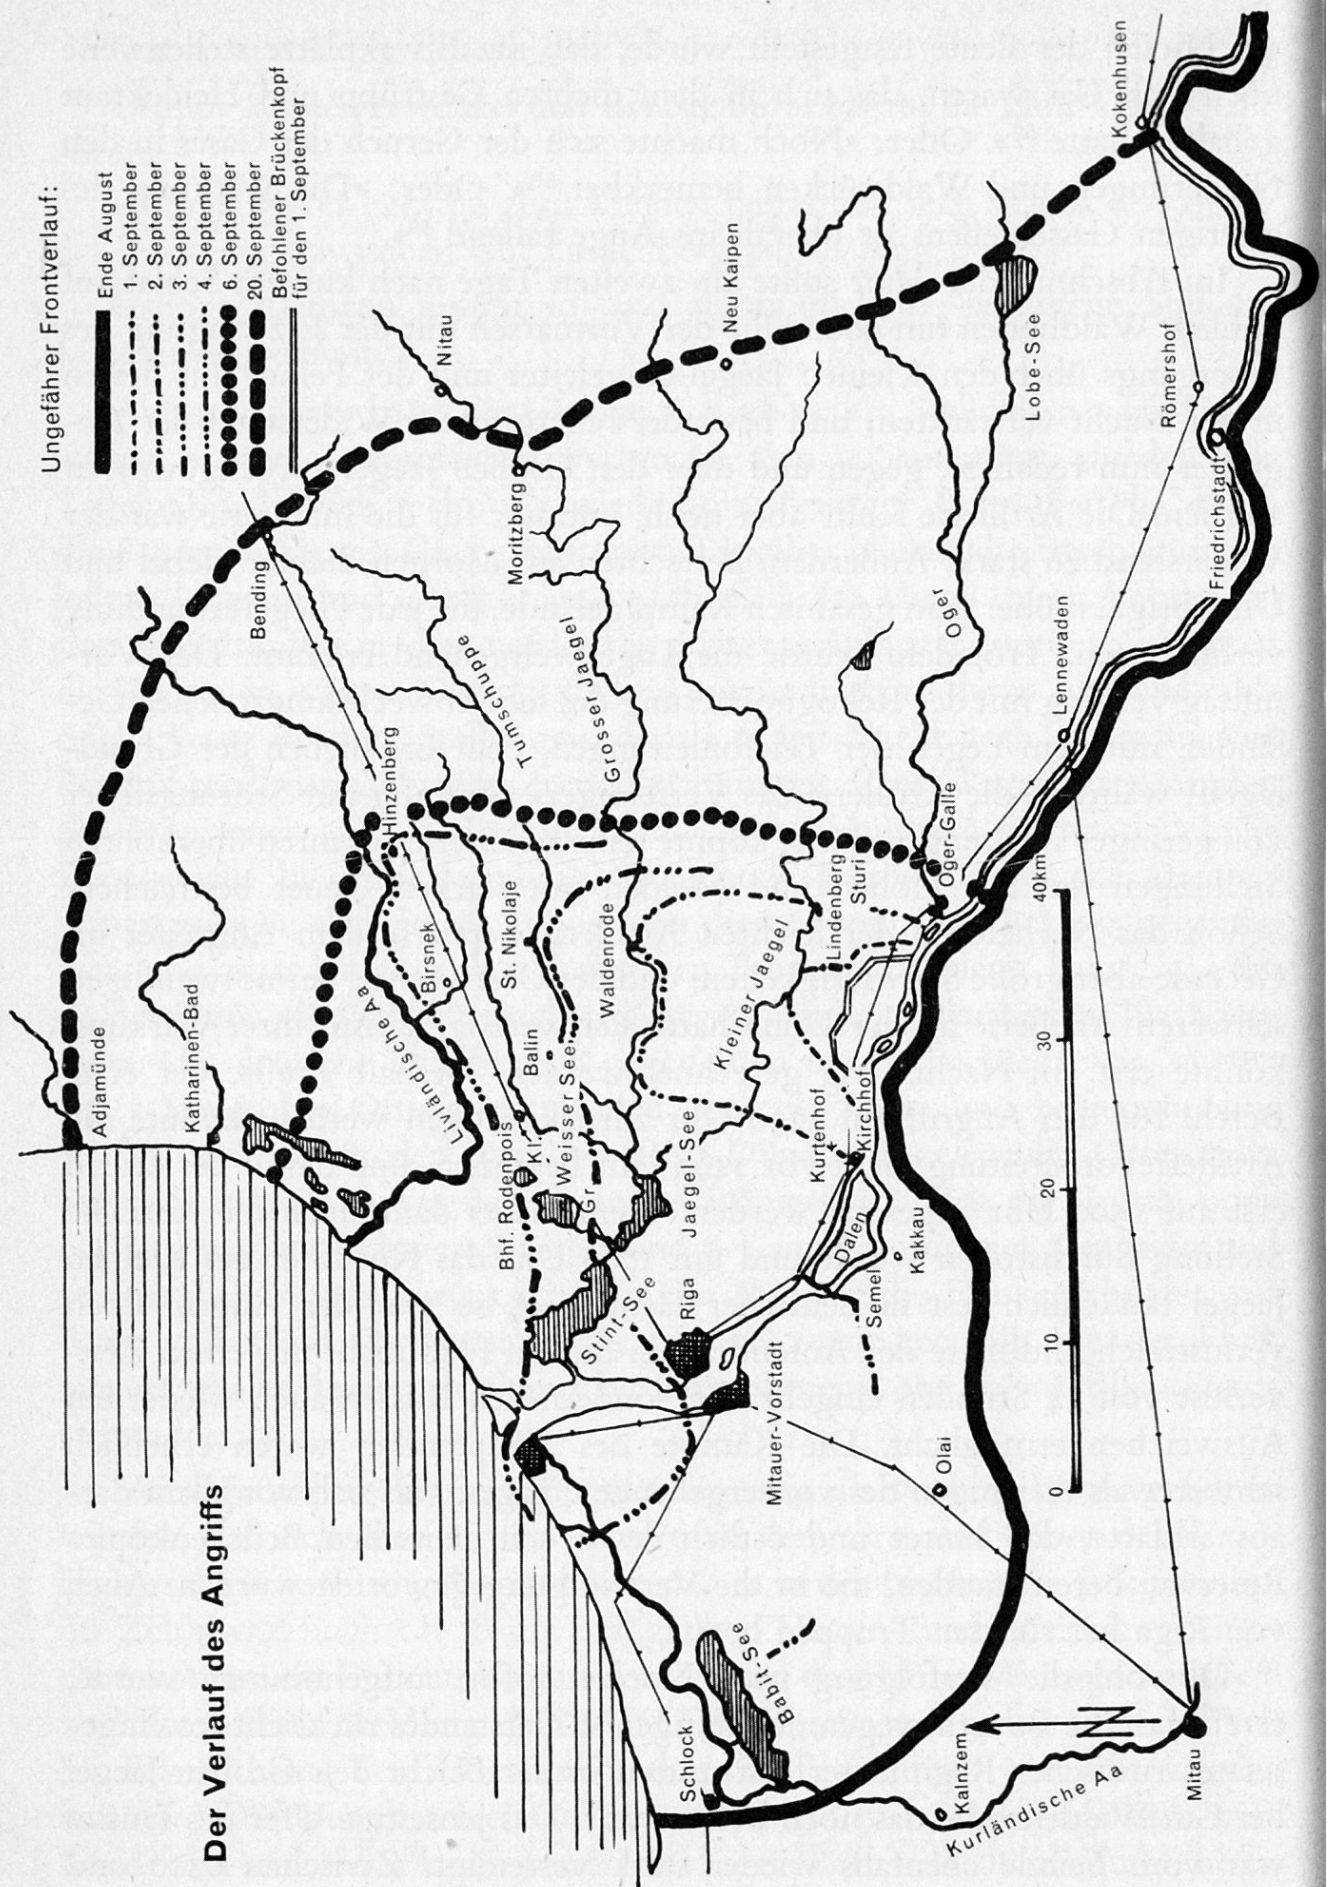 Der Verlauf des Angriffs
Ungefährer Frontverlauf:
Ende August
1. September
2. September
3. September
4. September
6. September
20. September
Befohlener Brückenkopf
für den 1. September
Adjamünde
Katharinen-Bad
Bending
Nitau
Hinzenberg
Livländische Aa
Birsnek
Tumschuppe
Moritzberg
Bhf. Rodenpois
St. Nikolaje
Balin
Kl.
Weisser See
Gr.
Grosser Jaegel
Waldenrode
Neu Kaipen
Stint-See
Jaegel-See
Riga
Kleiner Jaegel
Mitauer-Vorstadt
Kurtenhof
Lindenberg
Sturi
Kirchhof
Dalen
Semel
Kakkau
Oger-Galle
Oger
Lobe-See
Kokenhusen
Römershof
Friedrichstadt
Lennewaden
Schlock
Babit-See
Olai
Kalnzem
Kurländische Aa
Mitau
N
0
10
20
30
40km